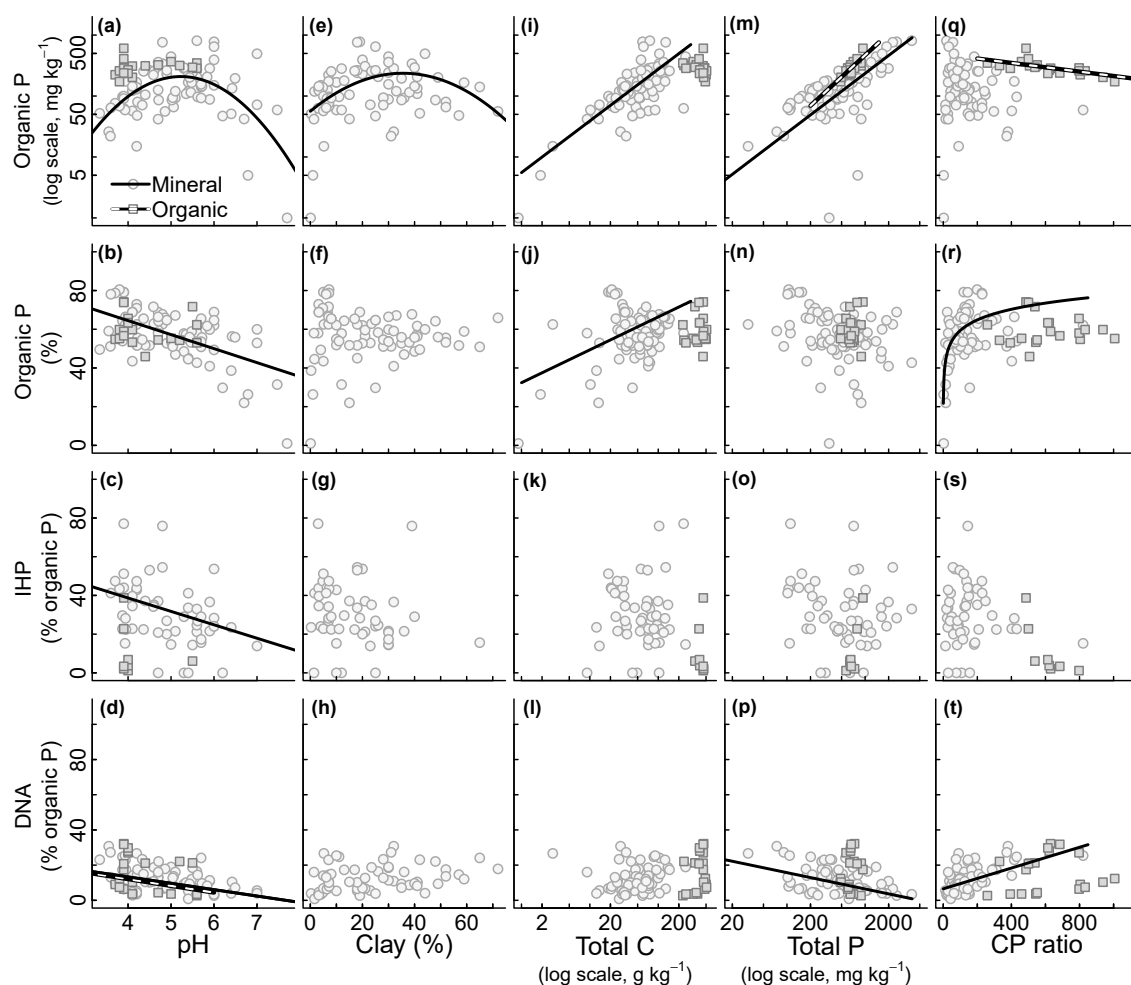 (a) (e) (i) (m) (q)
Organic P
(log scale, mg kg⁻¹)
500
50
5
Mineral
Organic
(b) (f) (j) (n) (r)
Organic P
(%)
80
40
0
(c) (g) (k) (o) (s)
IHP
(% organic P)
80
40
0
(d) (h) (l) (p) (t)
DNA
(% organic P)
80
40
0
4 5 6 7 0 20 40 60 2 20 200 20 200 2000 0 400 800
pH Clay (%) Total C Total P CP ratio
(log scale, g kg⁻¹) (log scale, mg kg⁻¹)